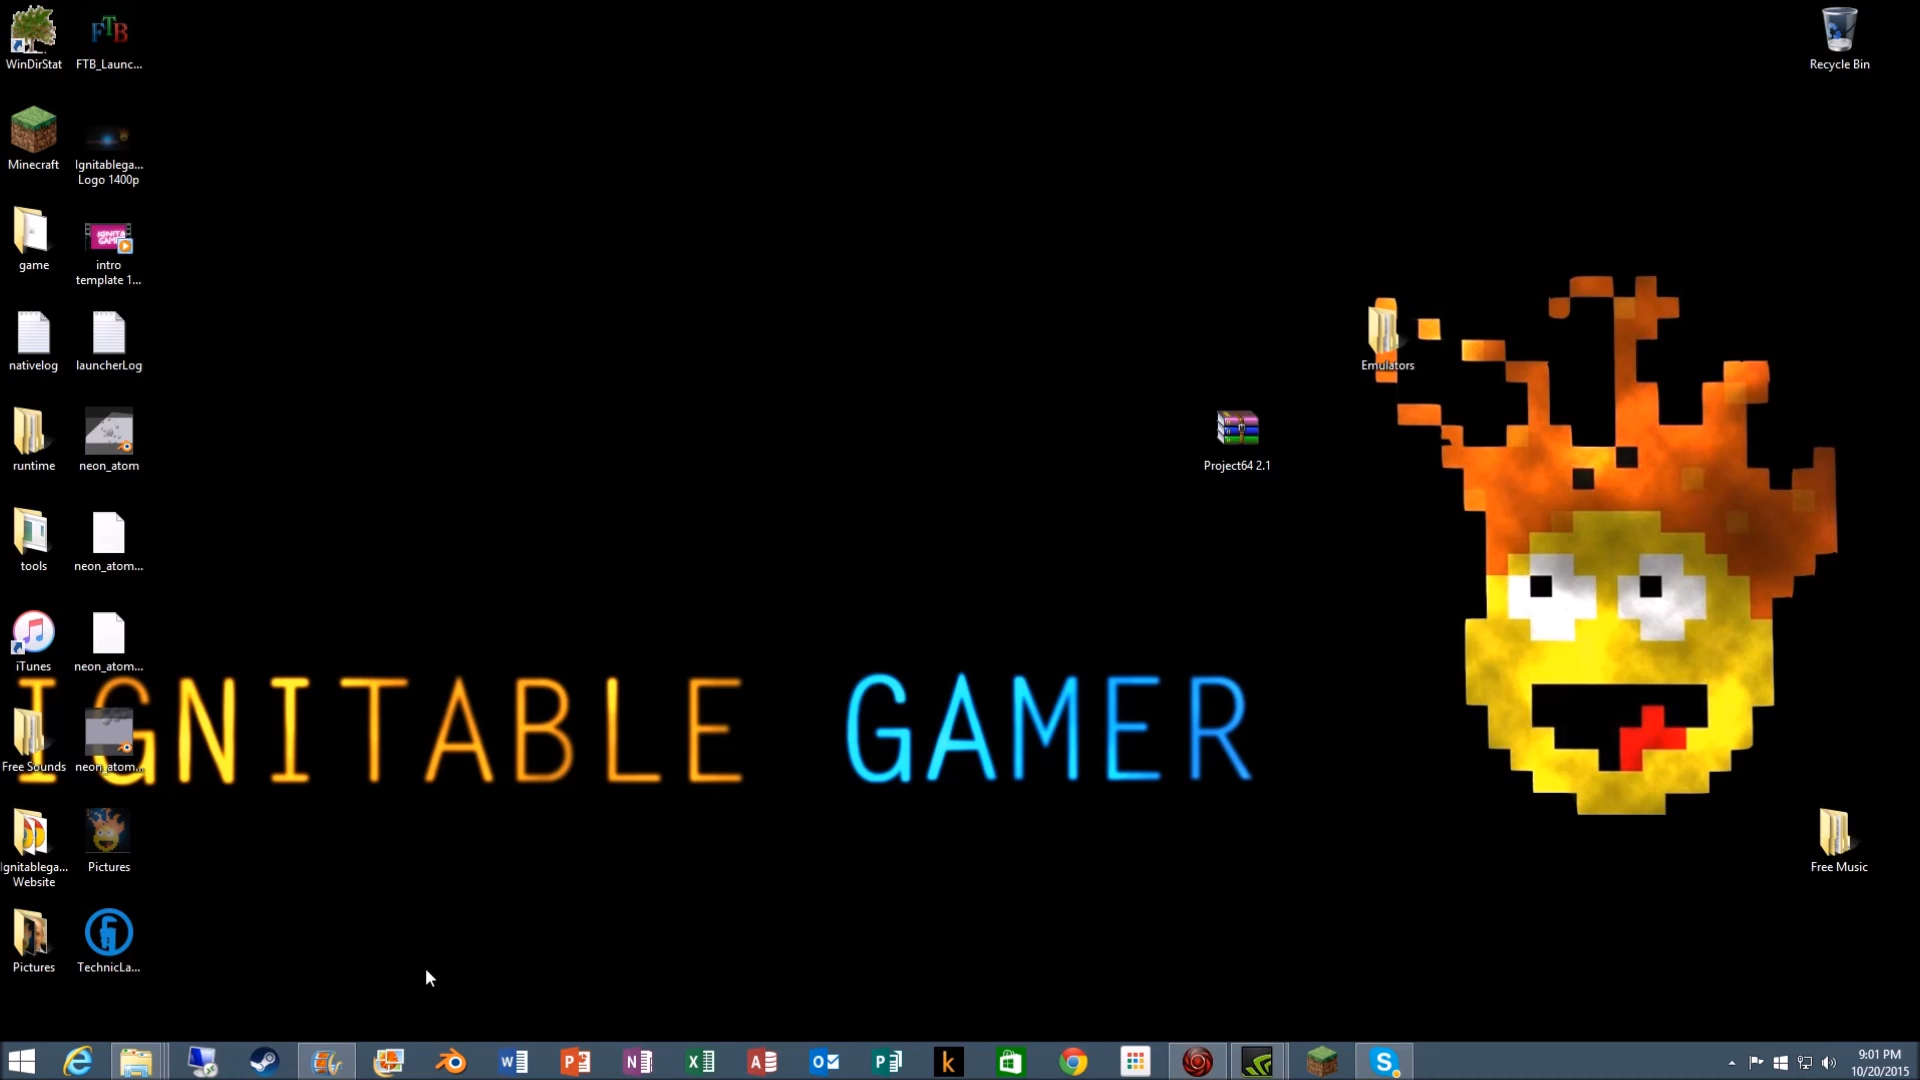 WinDirStat
FTB
FTB_Launc...
Recycle Bin
Minecraft
Ignitablega...
Logo 1400p
game
intro
template 1...
nativelog
launcherLog
Emulators
runtime
neon_atom
Project64 2.1
tools
neon_atom...
iTunes
neon_atom...
IGNITABLE GAMER
Free Sounds
neon_atom...
Ignitablega...
Website
Pictures
Free Music
Pictures
TechnicLa...
9:01 PM
10/20/2015